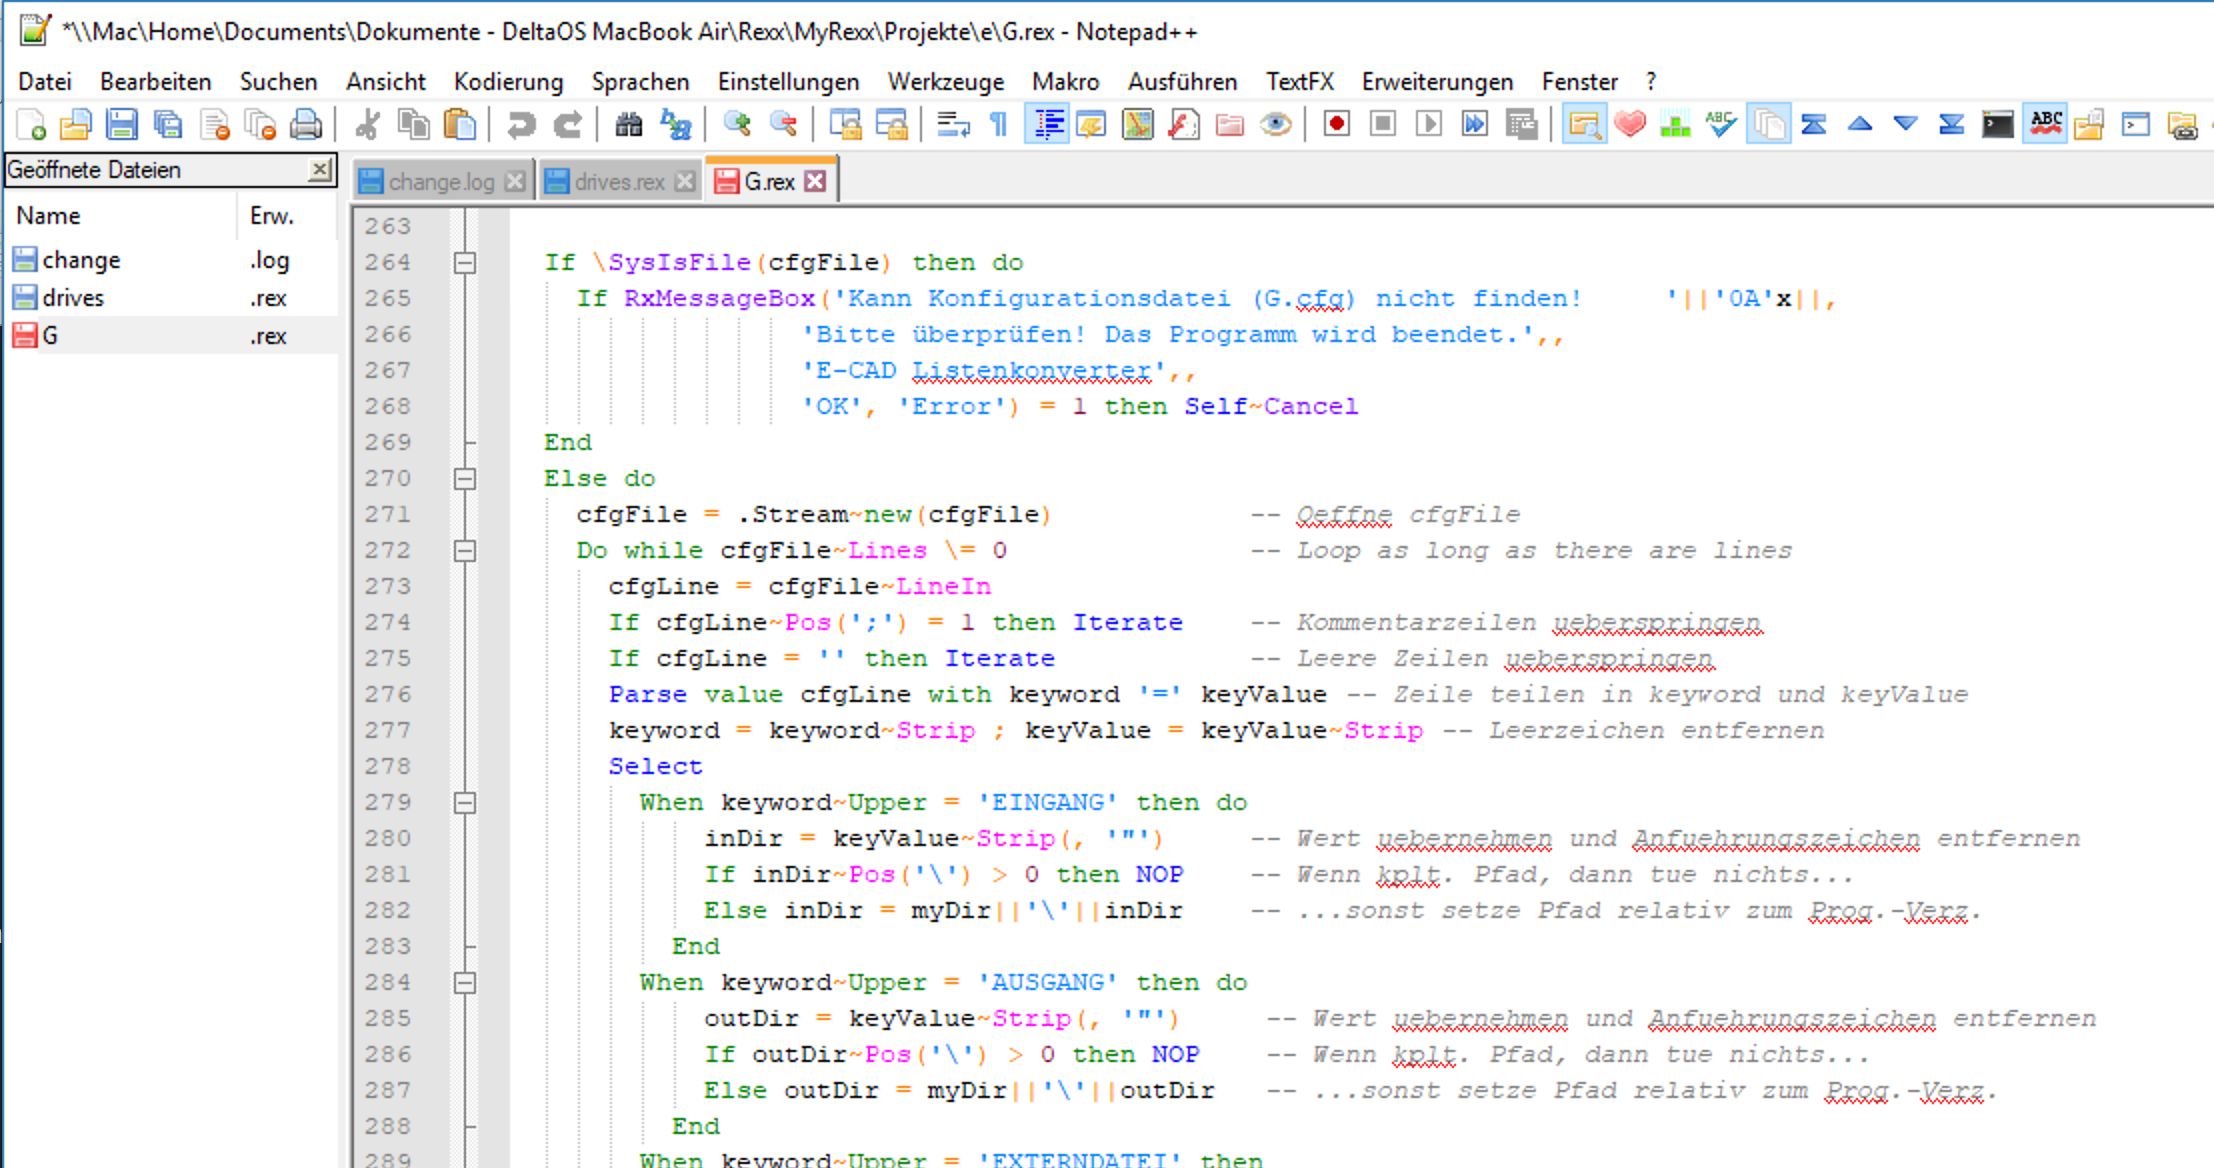 *\\Mac\Home\Documents\Dokumente - DeltaOS MacBook Air\Rexx\MyRexx\Projekte\e\G.rex - Notepad++
Datei Bearbeiten Suchen Ansicht Kodierung Sprachen Einstellungen Werkzeuge Makro Ausführen TextFX Erweiterungen Fenster ?
Geöffnete Dateien
Name Erw.
change .log
drives .rex
G .rex
change.log drives.rex G.rex
263
264 If \SysIsFile(cfgFile) then do
265 If RxMessageBox('Kann Konfigurationsdatei (G.cfg) nicht finden!     '||'0A'x||,
266 'Bitte überprüfen! Das Programm wird beendet.',,
267 'E-CAD Listenkonverter',,
268 'OK', 'Error') = 1 then Self~Cancel
269 End
270 Else do
271 cfgFile = .Stream~new(cfgFile) -- Oeffne cfgFile
272 Do while cfgFile~Lines \= 0 -- Loop as long as there are lines
273 cfgLine = cfgFile~LineIn
274 If cfgLine~Pos(';') = 1 then Iterate -- Kommentarzeilen ueberspringen
275 If cfgLine = '' then Iterate -- Leere Zeilen ueberspringen
276 Parse value cfgLine with keyword '=' keyValue -- Zeile teilen in keyword und keyValue
277 keyword = keyword~Strip ; keyValue = keyValue~Strip -- Leerzeichen entfernen
278 Select
279 When keyword~Upper = 'EINGANG' then do
280 inDir = keyValue~Strip(, '"') -- Wert uebernehmen und Anfuehrungszeichen entfernen
281 If inDir~Pos('\') > 0 then NOP -- Wenn kplt. Pfad, dann tue nichts...
282 Else inDir = myDir||'\'||inDir -- ...sonst setze Pfad relativ zum Prog.-Verz.
283 End
284 When keyword~Upper = 'AUSGANG' then do
285 outDir = keyValue~Strip(, '"') -- Wert uebernehmen und Anfuehrungszeichen entfernen
286 If outDir~Pos('\') > 0 then NOP -- Wenn kplt. Pfad, dann tue nichts...
287 Else outDir = myDir||'\'||outDir -- ...sonst setze Pfad relativ zum Prog.-Verz.
288 End
289 When keyword~Upper = 'EXTERNDATEI' then